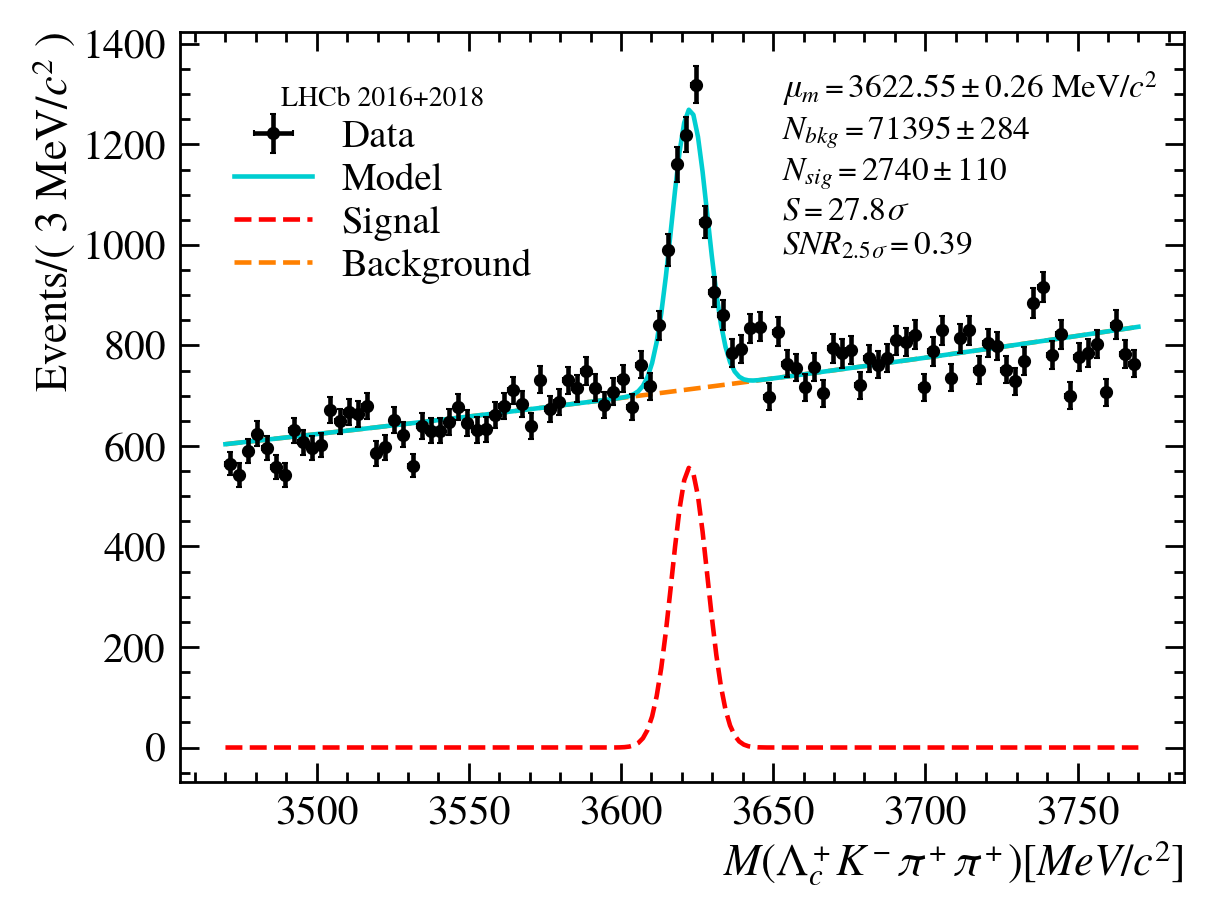 Events/( 3 MeV/c² )
1400
1200
1000
800
600
400
200
0
LHCb 2016+2018
Data
Model
Signal
Background
μₘ = 3622.55 ± 0.26 MeV/c²
N_bkg = 71395 ± 284
N_sig = 2740 ± 110
S = 27.8σ
SNR_2.5σ = 0.39
3500 3550 3600 3650 3700 3750
M(Λ_c⁺K⁻π⁺π⁺)[MeV/c²]